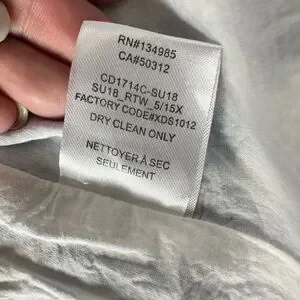 RN#134985
CA#50312
CD1714C-SU18
SU18_RTW_5/15X
FACTORY CODE#XDS1012
DRY CLEAN ONLY
NETTOYER À SEC
SEULEMENT